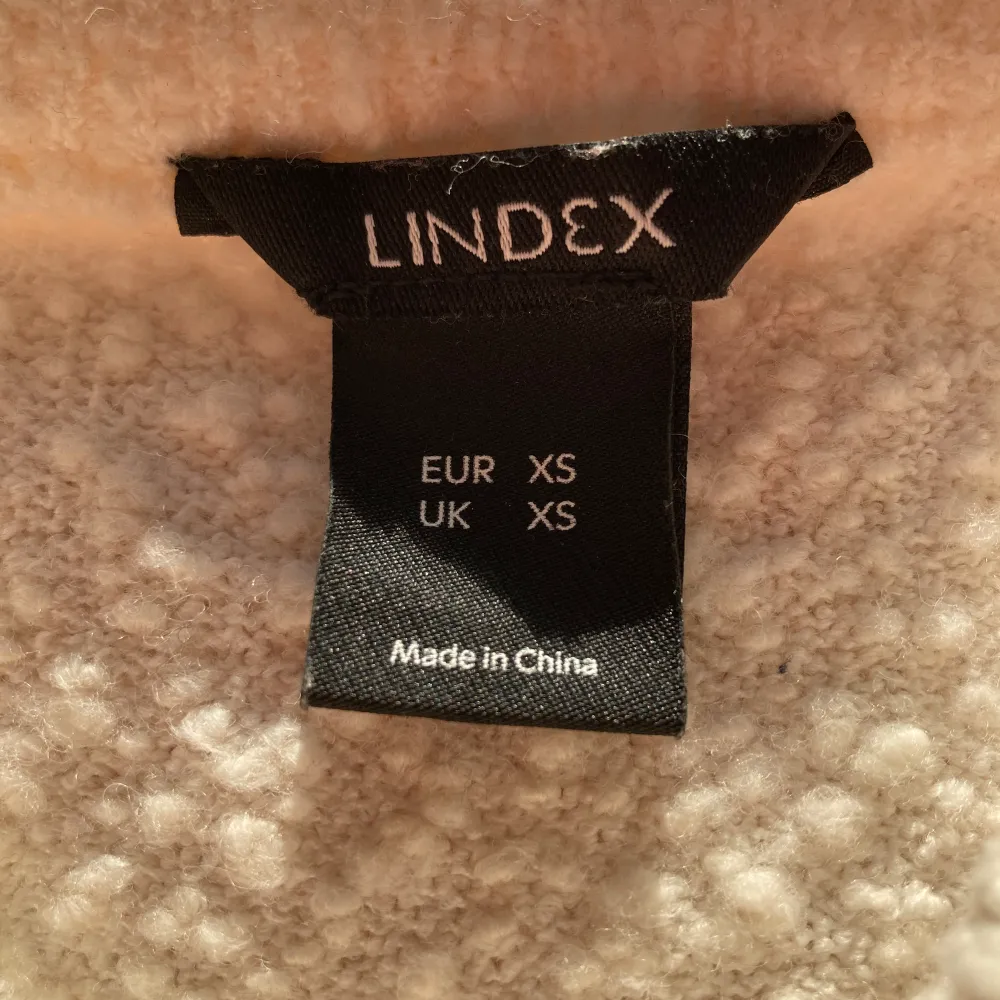 LINDEX
EUR XS
UK XS
Made in China